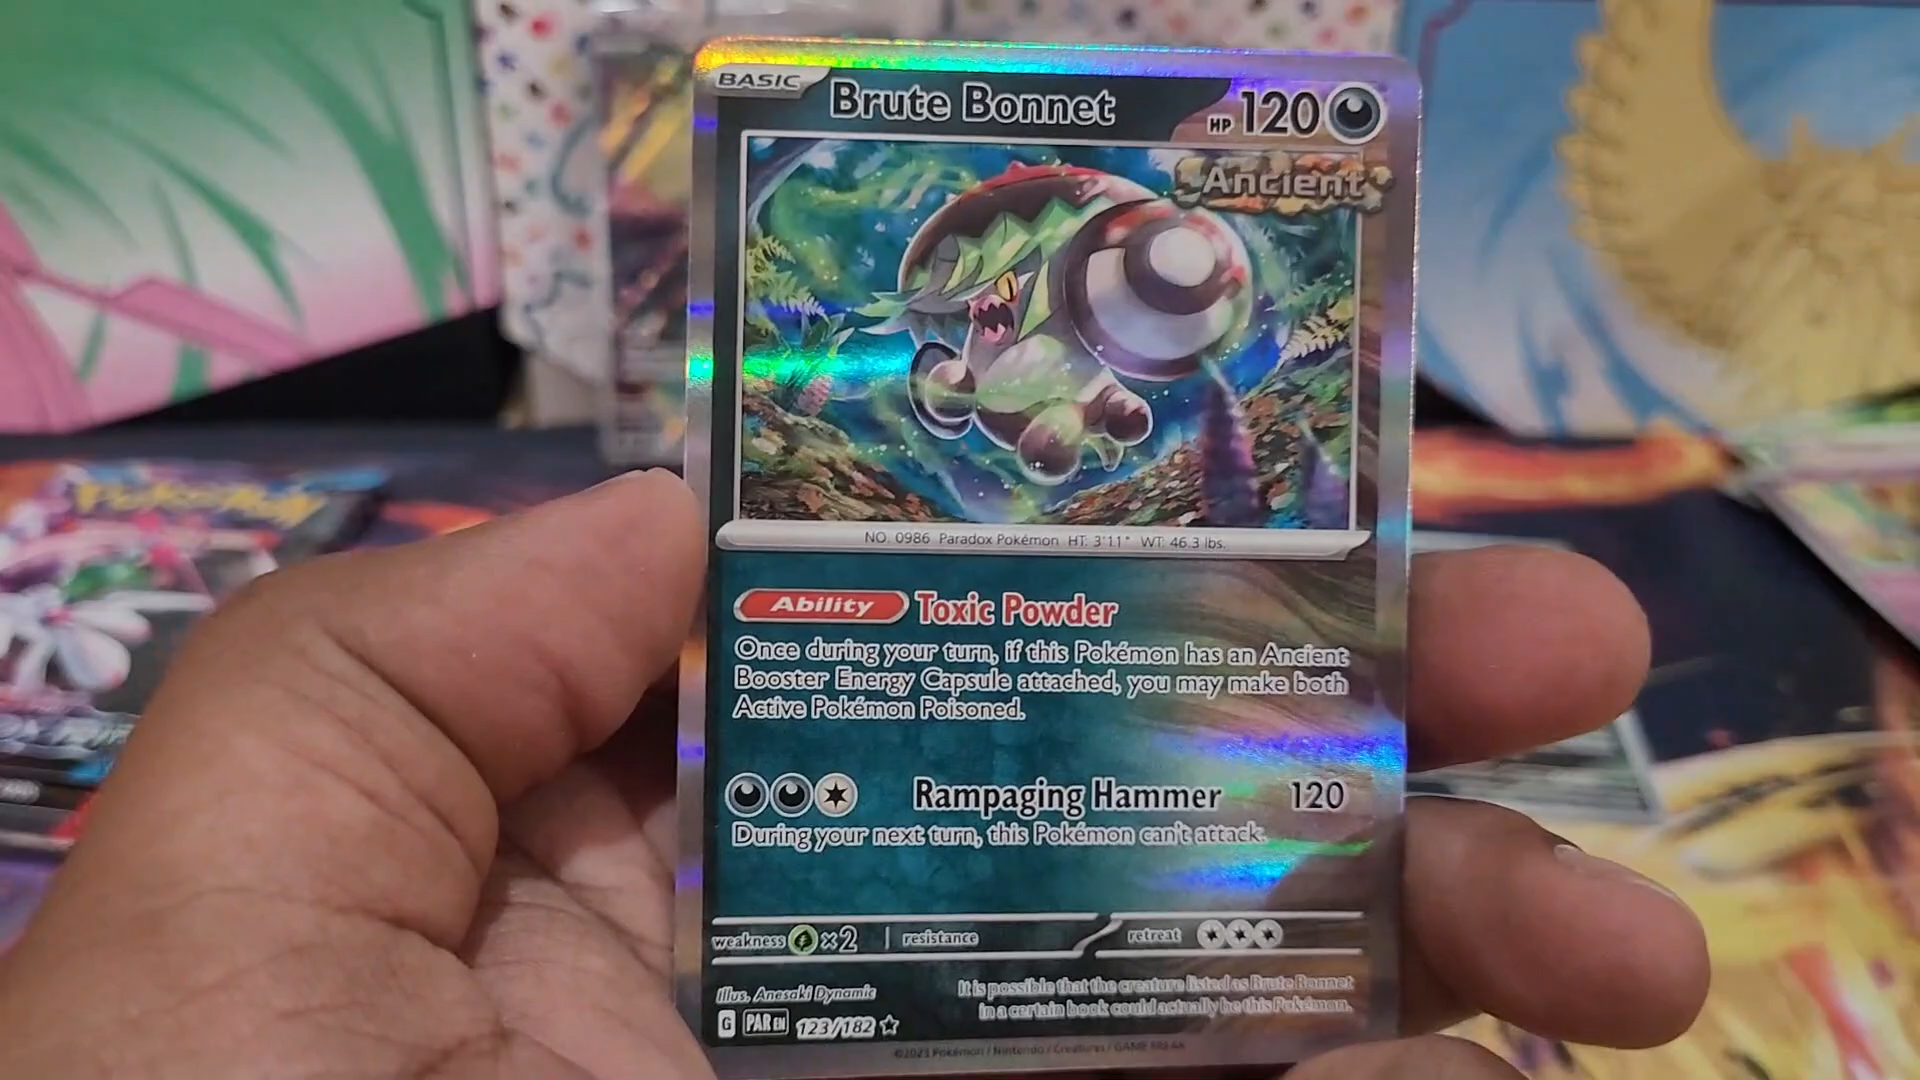 BASIC
Brute Bonnet
HP 120
Ancient
NO. 0986 Paradox Pokémon HT: 3'11" WT: 46.3 lbs.
Ability Toxic Powder
Once during your turn, if this Pokémon has an Ancient
Booster Energy Capsule attached, you may make both
Active Pokémon Poisoned.
Rampaging Hammer 120
During your next turn, this Pokémon can't attack.
weakness ×2 resistance retreat
Illus. Anesaki Dynamic
It is possible that the creature listed as Brute Bonnet
in a certain book could actually be this Pokémon.
G PAR EN 123/182
©2023 Pokémon / Nintendo / Creatures / GAME FREAK
POKÉMON